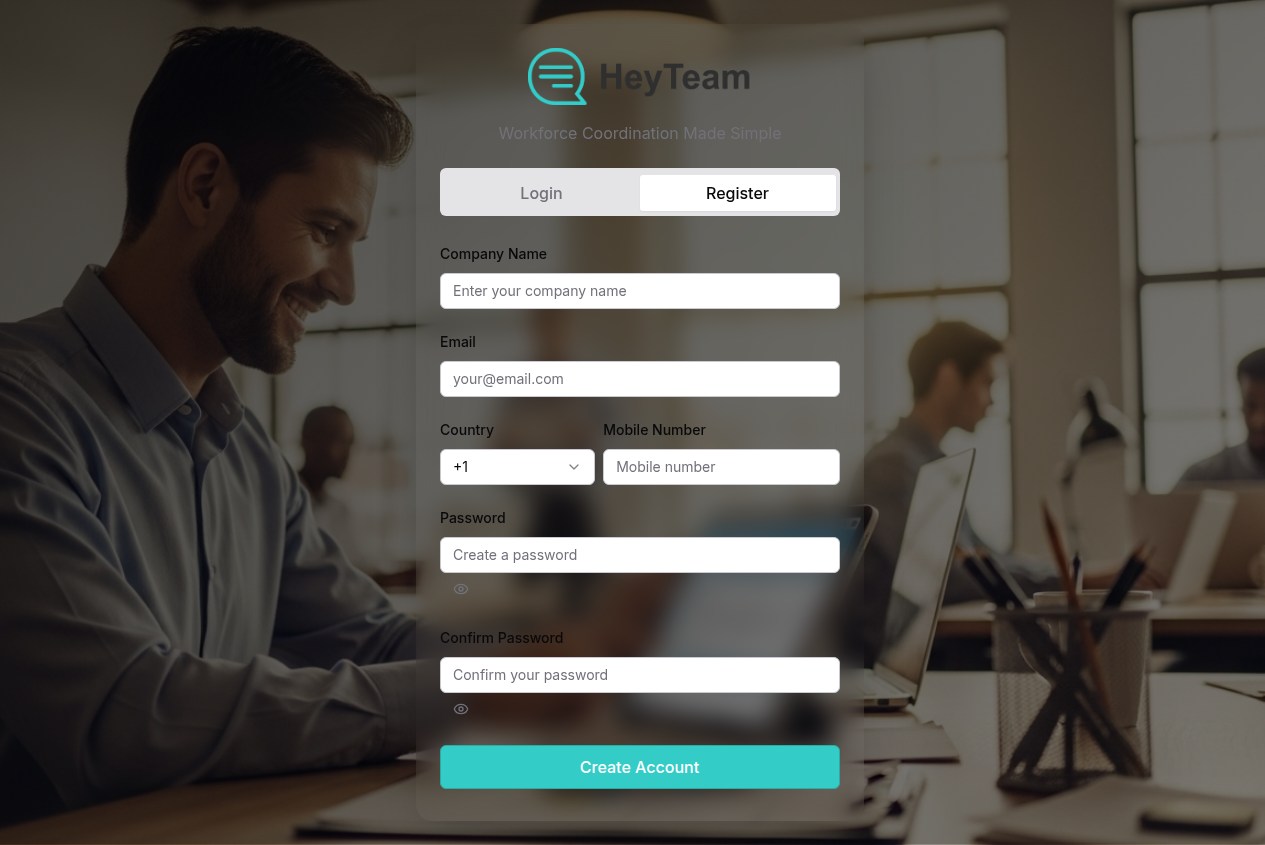 HeyTeam
Workforce Coordination Made Simple
Login Register
Company Name
Enter your company name
Email
your@email.com
Country Mobile Number
+1 Mobile number
Password
Create a password
Confirm Password
Confirm your password
Create Account